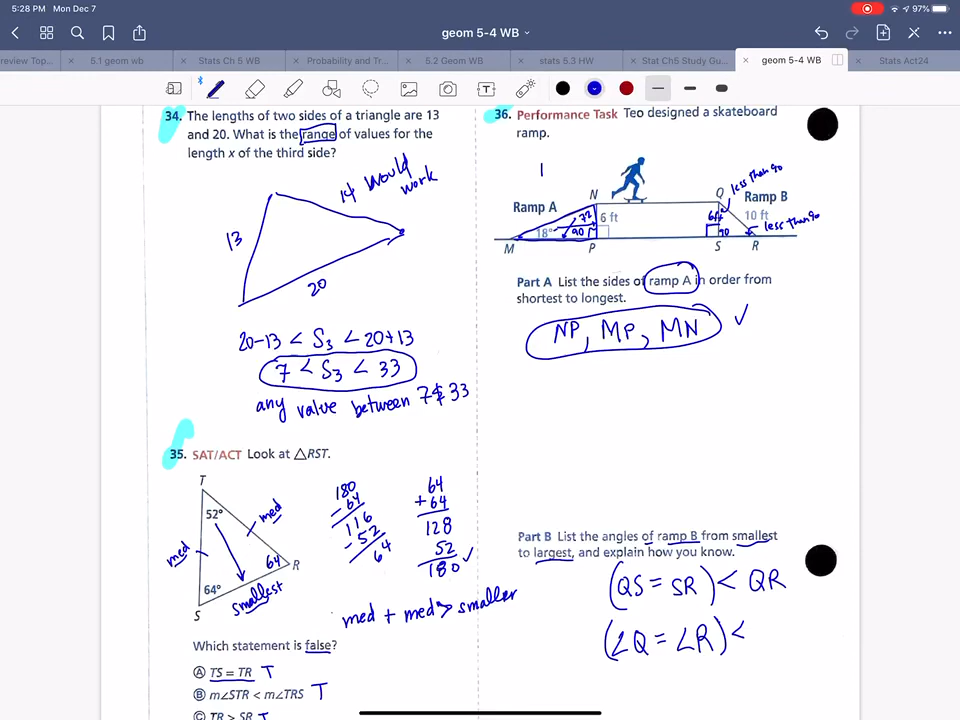 5:28 PM Mon Dec 7
97%
geom 5-4 WB
review Top...
5.1 geom wb
Stats Ch 5 WB
Probability and Tr...
5.2 Geom WB
stats 5.3 HW
Stat Ch5 Study Gu...
geom 5-4 WB
Stats Act24
34. The lengths of two sides of a triangle are 13
and 20. What is the range of values for the
length x of the third side?
14 would
work
13
20
20-13 < S₃ < 20+13
7 < S₃ < 33
any value between 7 & 33
35. SAT/ACT Look at △RST.
T
52°
med
med
64
R
64°
smallest
S
180
-64
116
-52
64
64
+64
128
52
180 ✓
med + med > smaller
Which statement is false?
Ⓐ TS = TR T
Ⓑ m∠STR < m∠TRS T
Ⓒ TR > SR T
36. Performance Task Teo designed a skateboard
ramp.
less than 90
N
Q
Ramp B
Ramp A
72
6 ft
6ft
10 ft
less than 90
18°
90
90
M
P
S
R
Part A List the sides of ramp A in order from
shortest to longest.
NP, MP, MN ✓
Part B List the angles of ramp B from smallest
to largest, and explain how you know.
(QS = SR) < QR
(∠Q = ∠R) <